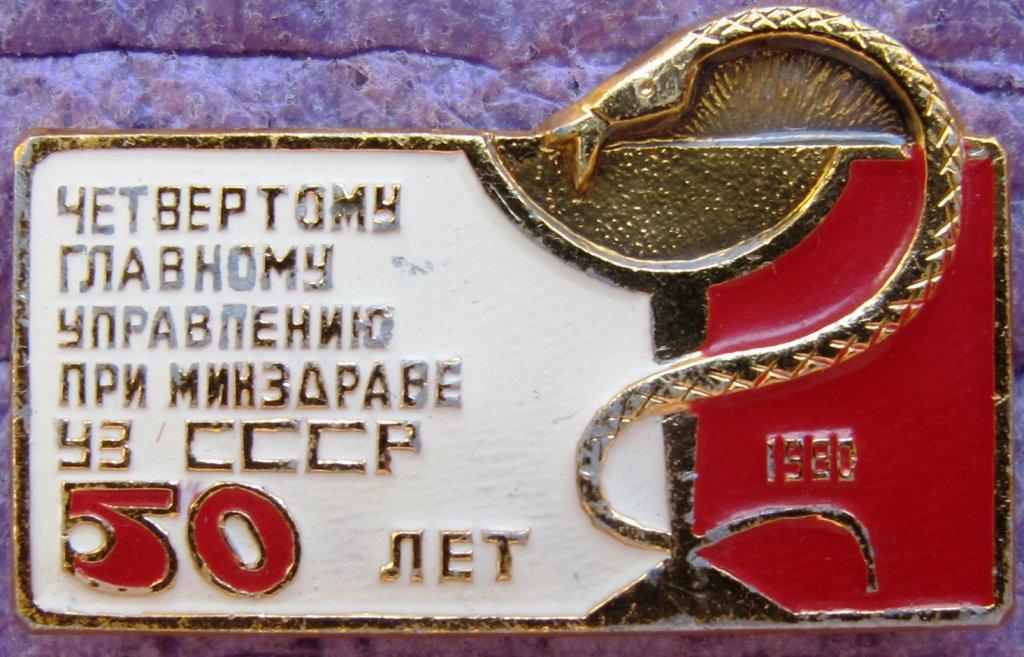 ЧЕТВЕРТОМУ
ГЛАВНОМУ
УПРАВЛЕНИЮ
ПРИ МИНЗДРАВЕ
УЗ СССР
50 ЛЕТ
1980